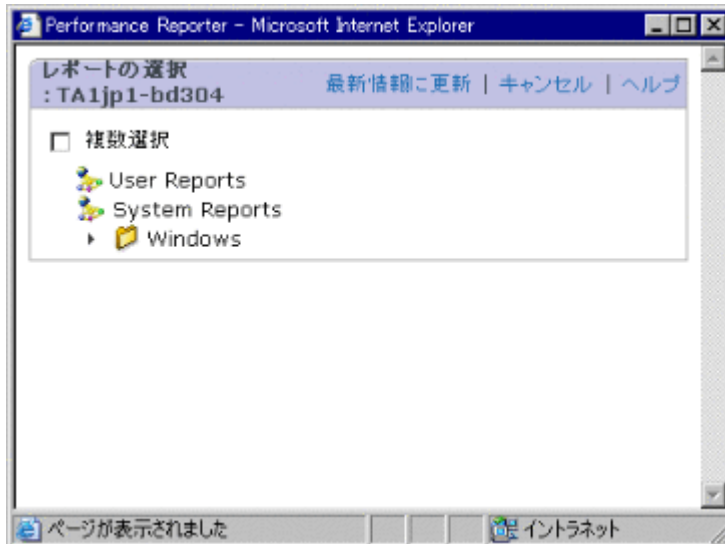 Performance Reporter - Microsoft Internet Explorer
レポートの選択
: TA1jp1-bd304
最新情報に更新 | キャンセル | ヘルプ
複数選択
User Reports
System Reports
Windows
ページが表示されました
イントラネット